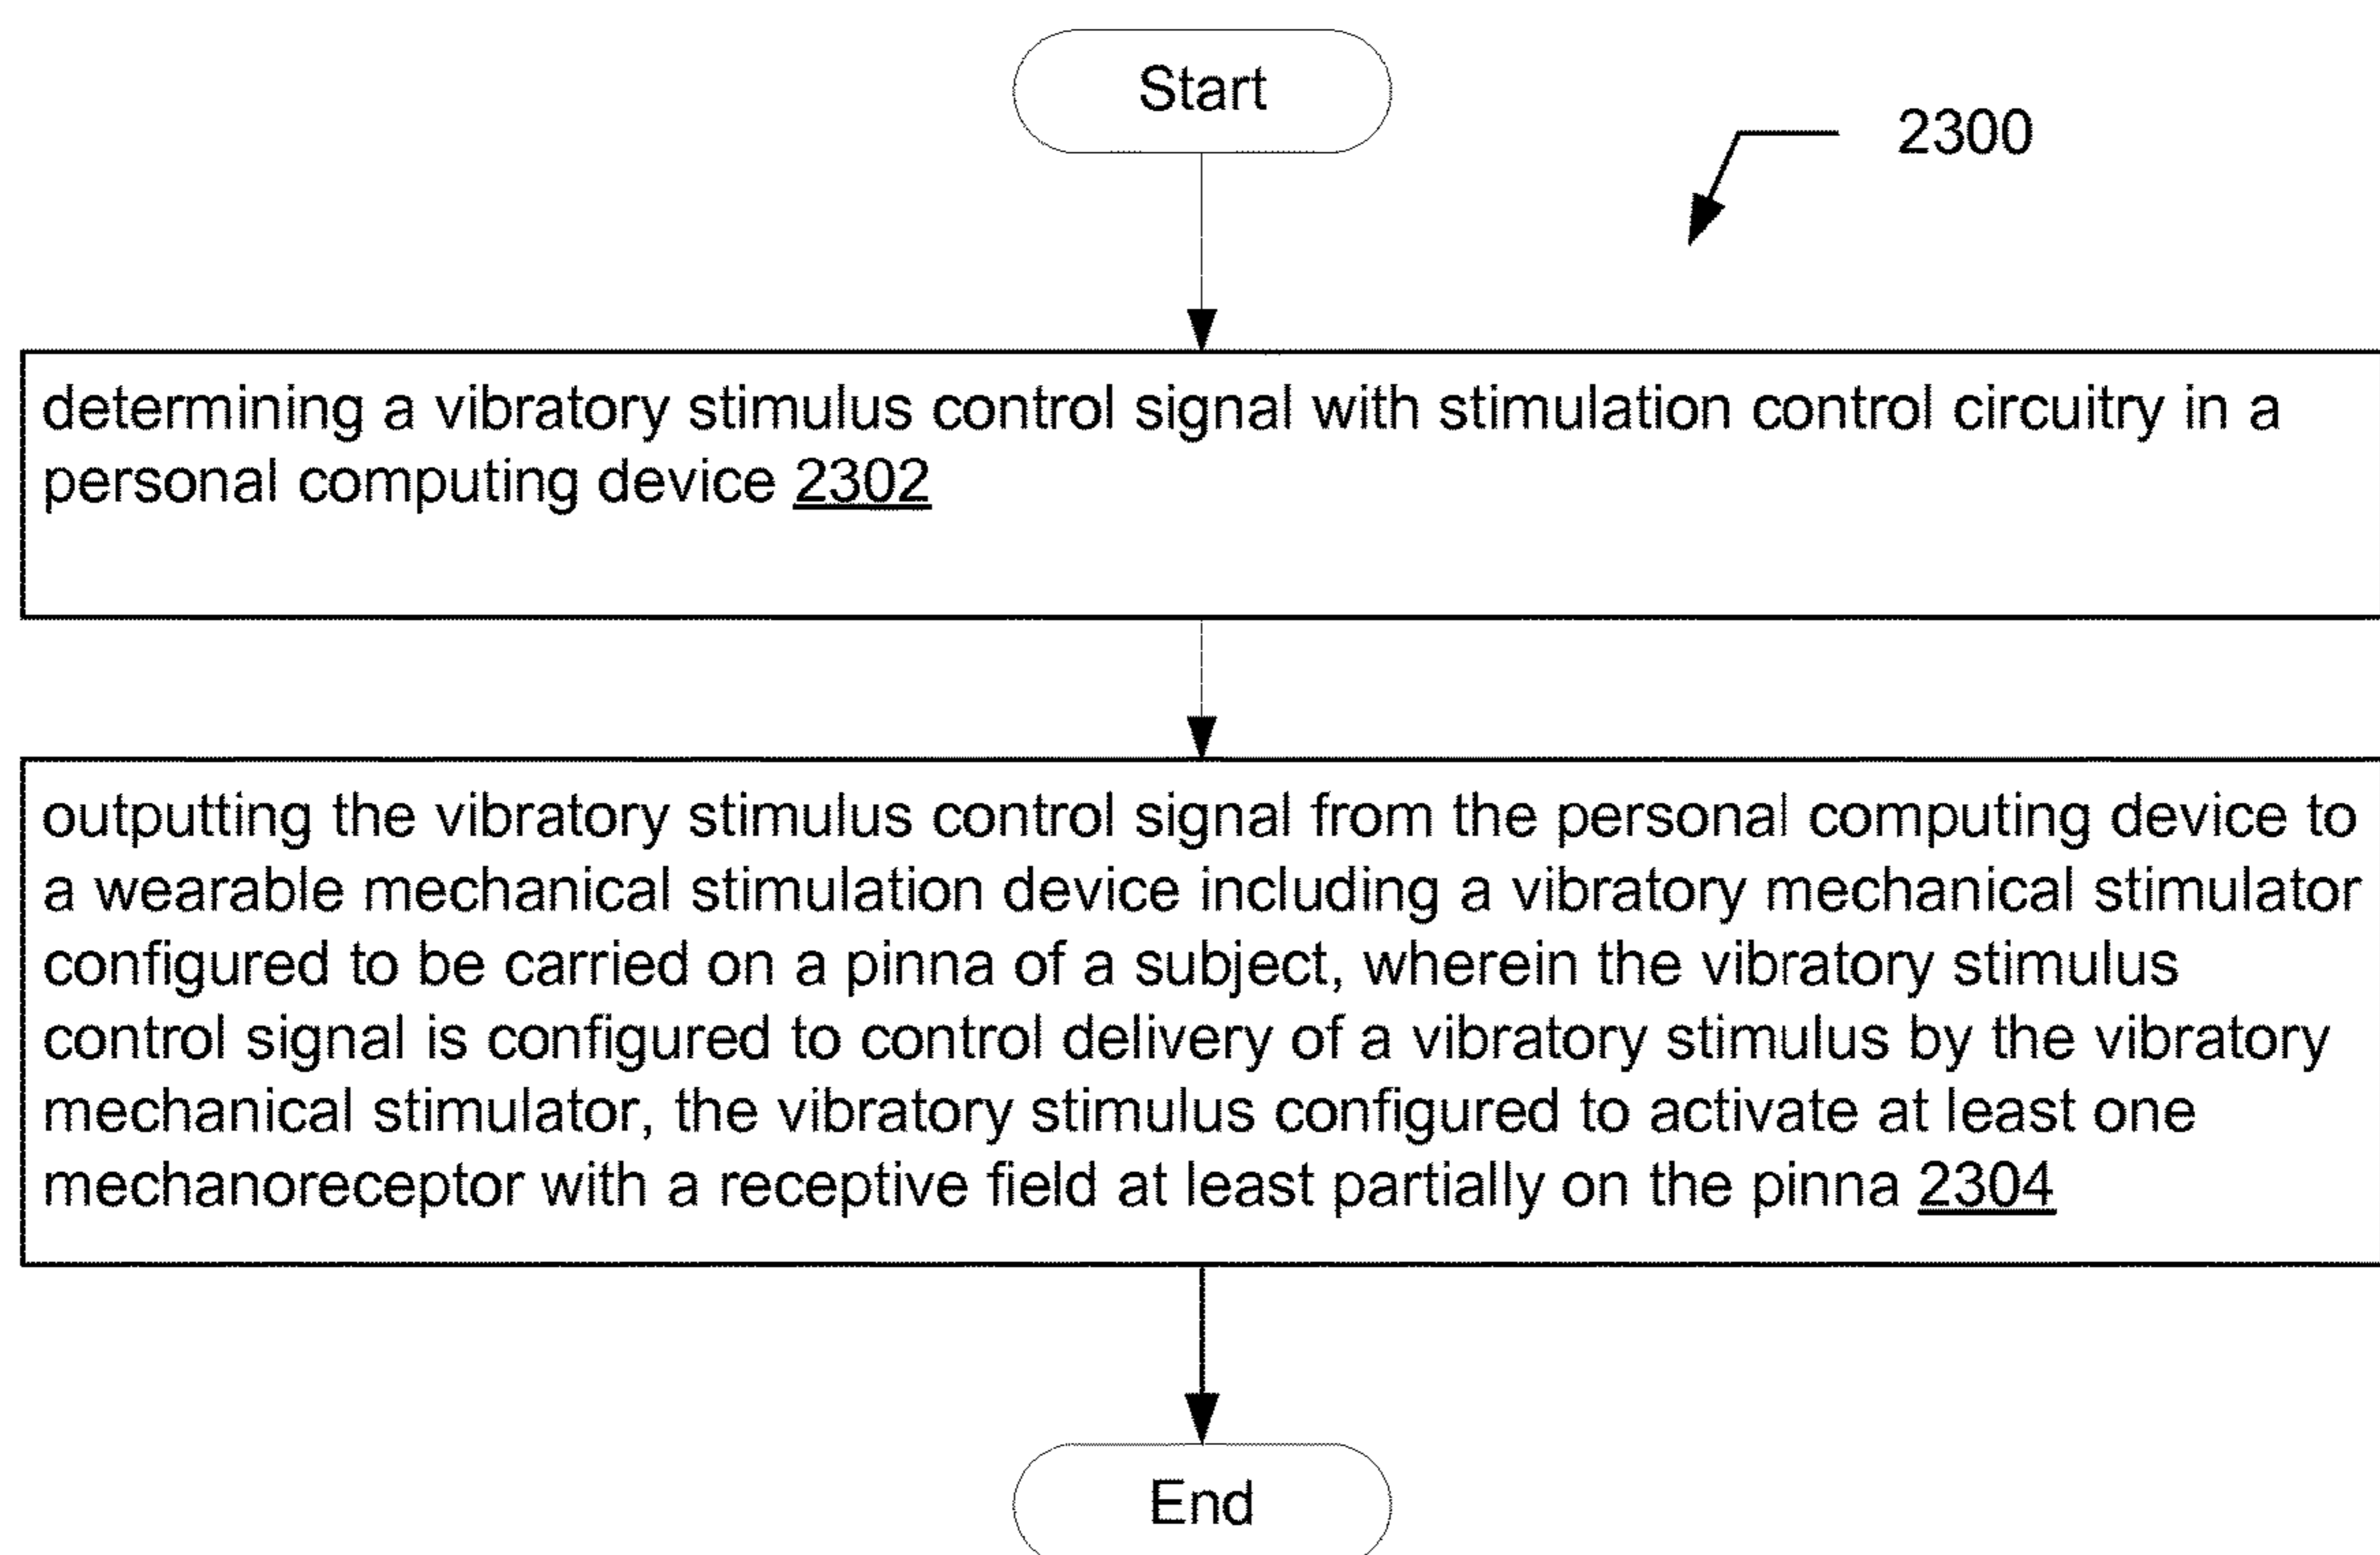 Start
2300
determining a vibratory stimulus control signal with stimulation control circuitry in a
personal computing device 2302
outputting the vibratory stimulus control signal from the personal computing device to
a wearable mechanical stimulation device including a vibratory mechanical stimulator
configured to be carried on a pinna of a subject, wherein the vibratory stimulus
control signal is configured to control delivery of a vibratory stimulus by the vibratory
mechanical stimulator, the vibratory stimulus configured to activate at least one
mechanoreceptor with a receptive field at least partially on the pinna 2304
End